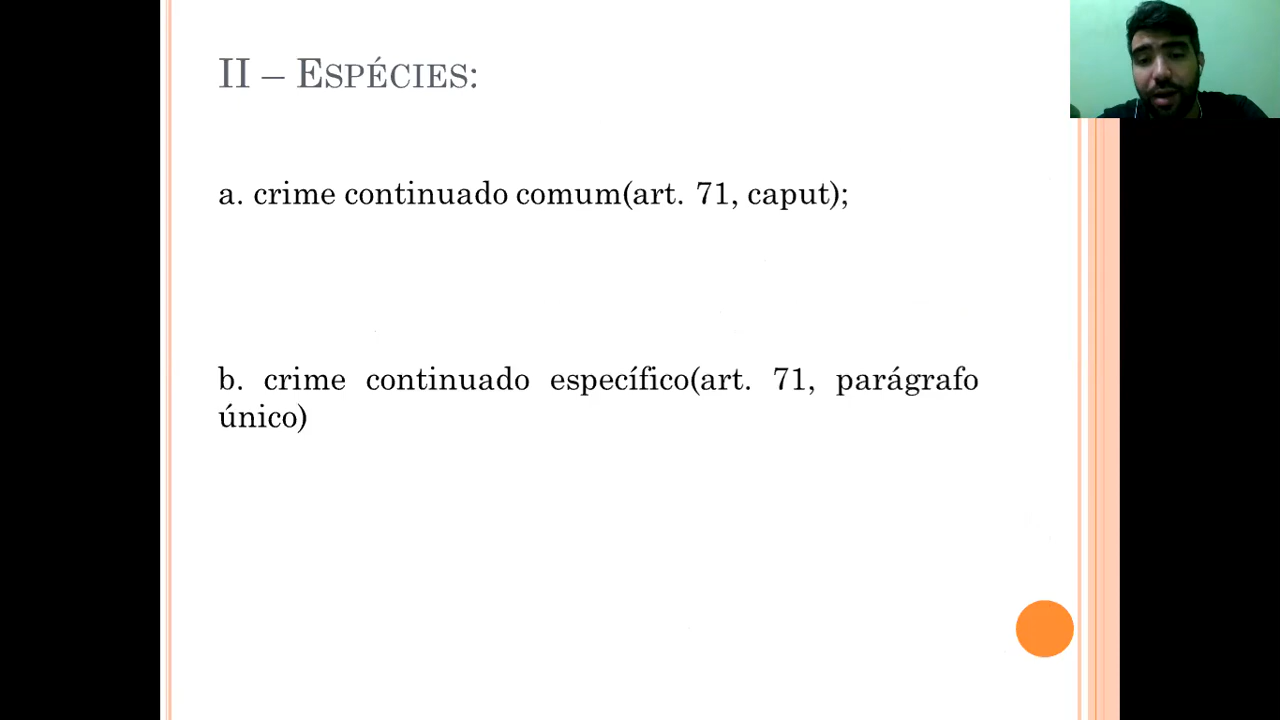 II – ESPÉCIES:
a. crime continuado comum(art. 71, caput);
b. crime continuado específico(art. 71, parágrafo
único)